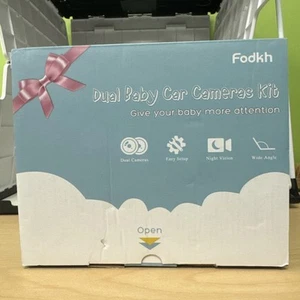 Fodkh
Dual Baby Car Cameras Kit
Give your baby more attention
Dual Cameras
Easy Setup
Night Vision
Wide Angle
Open